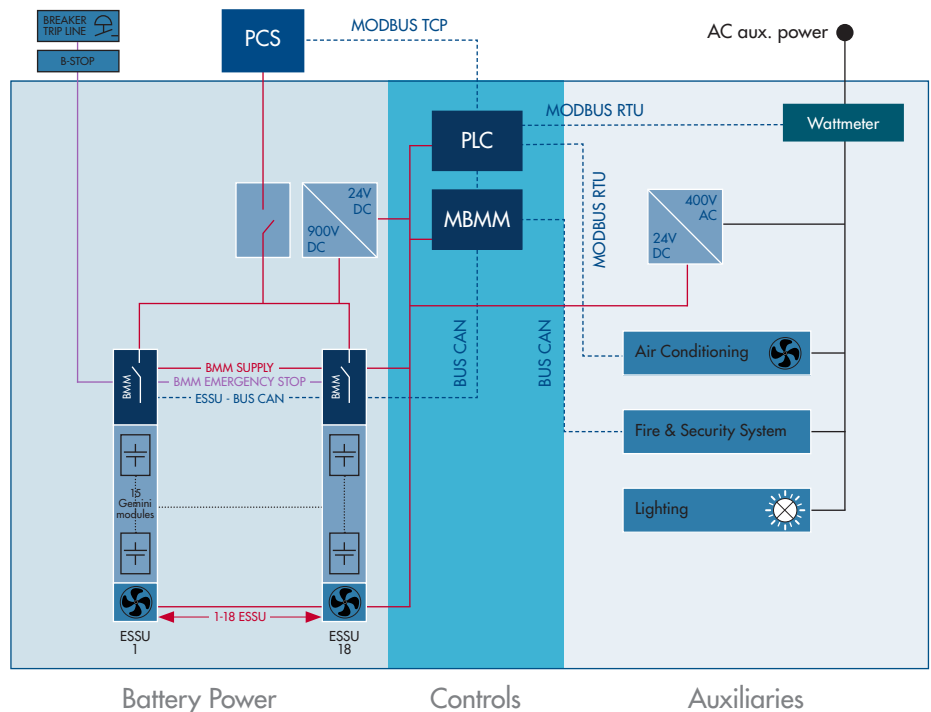 BREAKER
TRIP LINE
B-STOP
PCS
MODBUS TCP
AC aux. power
MODBUS RTU
Wattmeter
PLC
24V
DC
900V
DC
MBMM
MODBUS RTU
400V
AC
24V
DC
BUS CAN
BUS CAN
Air Conditioning
BMM
BMM SUPPLY
BMM EMERGENCY STOP
ESSU - BUS CAN
BMM
Fire & Security System
15
Gemini
modules
Lighting
1-18 ESSU
ESSU
1
ESSU
18
Battery Power
Controls
Auxiliaries